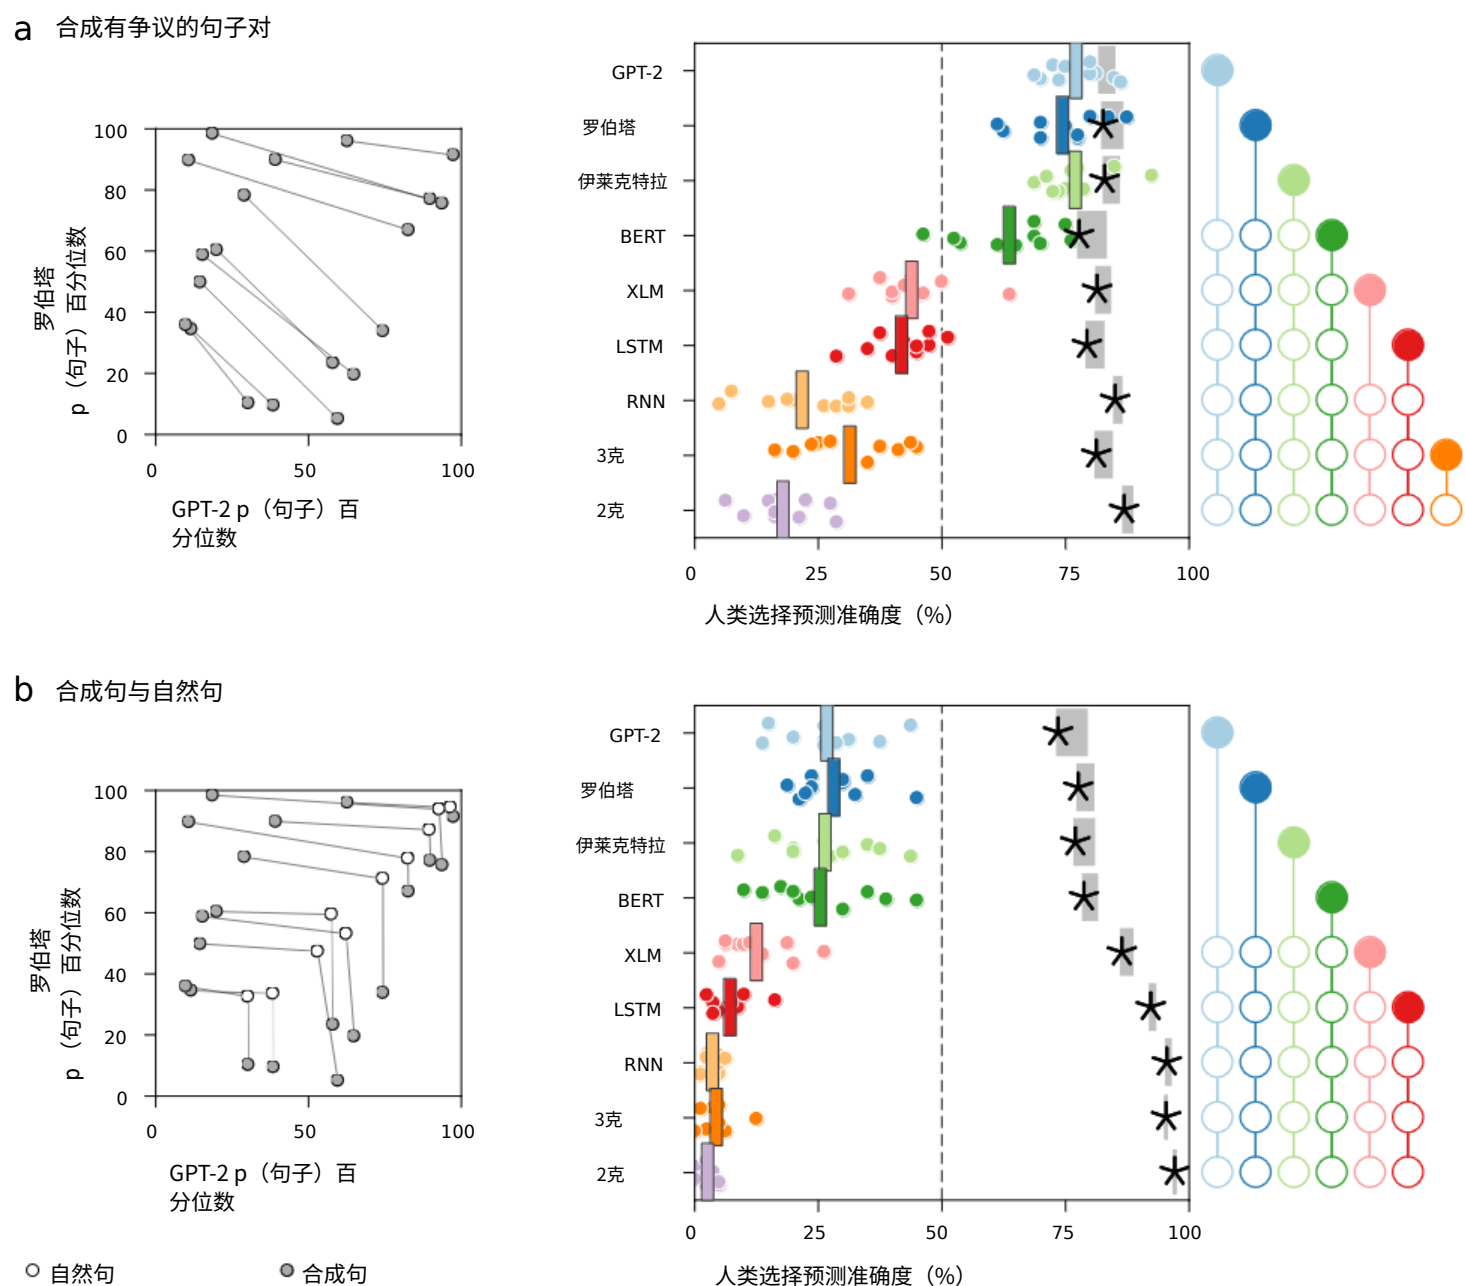 a 合成有争议的句子对
100
80
60
40
20
0
0 50 100
罗伯塔
p（句子）百分位数
GPT-2 p（句子）百
分位数
GPT-2
罗伯塔
伊莱克特拉
BERT
XLM
LSTM
RNN
3克
2克
0 25 50 75 100
人类选择预测准确度（%）
b 合成句与自然句
100
80
60
40
20
0
0 50 100
罗伯塔
p（句子）百分位数
GPT-2 p（句子）百
分位数
GPT-2
罗伯塔
伊莱克特拉
BERT
XLM
LSTM
RNN
3克
2克
0 25 50 75 100
人类选择预测准确度（%）
自然句 合成句